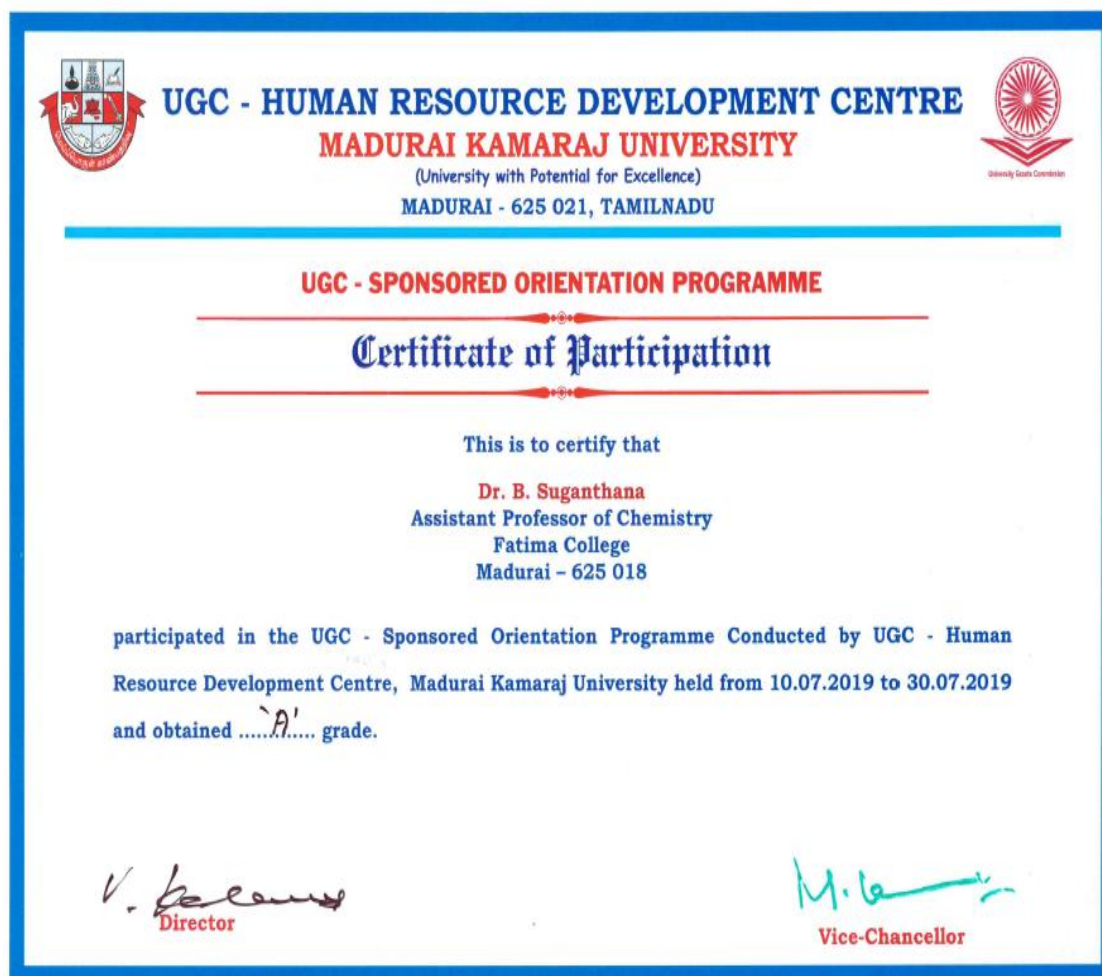 UGC - HUMAN RESOURCE DEVELOPMENT CENTRE
MADURAI KAMARAJ UNIVERSITY
(University with Potential for Excellence)
MADURAI - 625 021, TAMILNADU
University Grants Commission
UGC - SPONSORED ORIENTATION PROGRAMME
Certificate of Participation
This is to certify that
Dr. B. Suganthana
Assistant Professor of Chemistry
Fatima College
Madurai – 625 018
participated in the UGC - Sponsored Orientation Programme Conducted by UGC - Human
Resource Development Centre, Madurai Kamaraj University held from 10.07.2019 to 30.07.2019
and obtained ......'A'...... grade.
Director
Vice-Chancellor